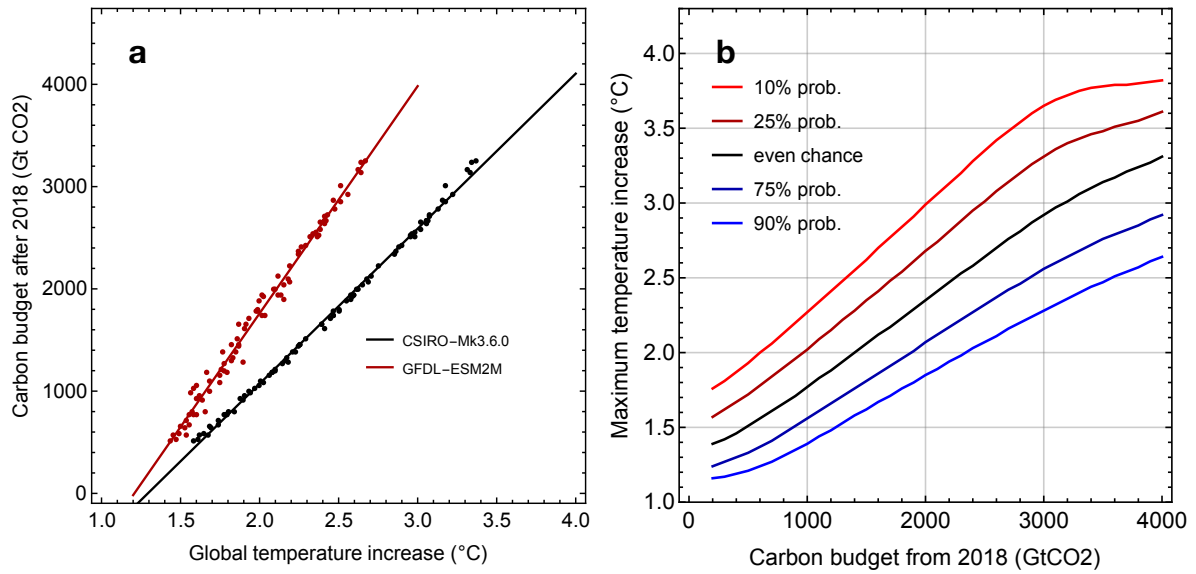 a
Carbon budget after 2018 (Gt CO2)
4000
3000
2000
1000
0
CSIRO-Mk3.6.0
GFDL-ESM2M
1.0 1.5 2.0 2.5 3.0 3.5 4.0
Global temperature increase (°C)
b
Maximum temperature increase (°C)
4.0
3.5
3.0
2.5
2.0
1.5
1.0
10% prob.
25% prob.
even chance
75% prob.
90% prob.
0 1000 2000 3000 4000
Carbon budget from 2018 (GtCO2)